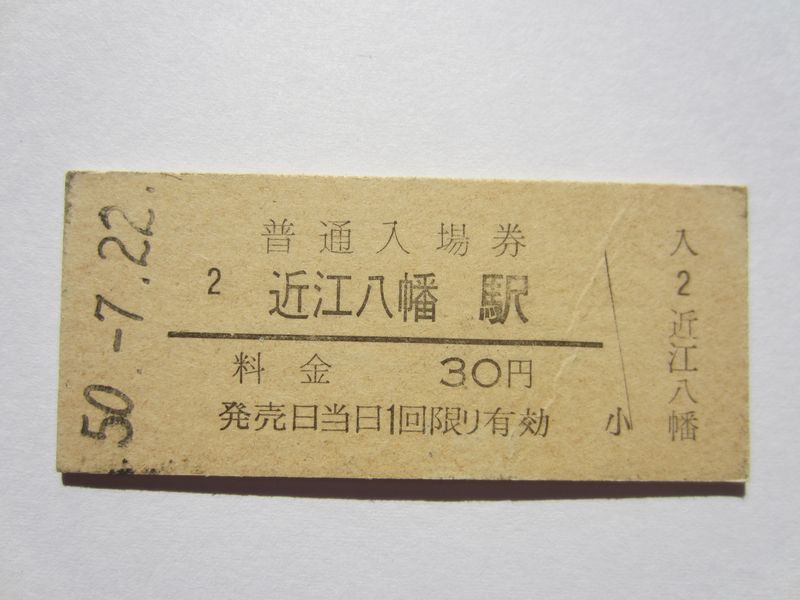 50.-7.22.
普通入場券
2 近江八幡 駅
料金 30円
発売日当日1回限り有効
小
入
2
近江八幡